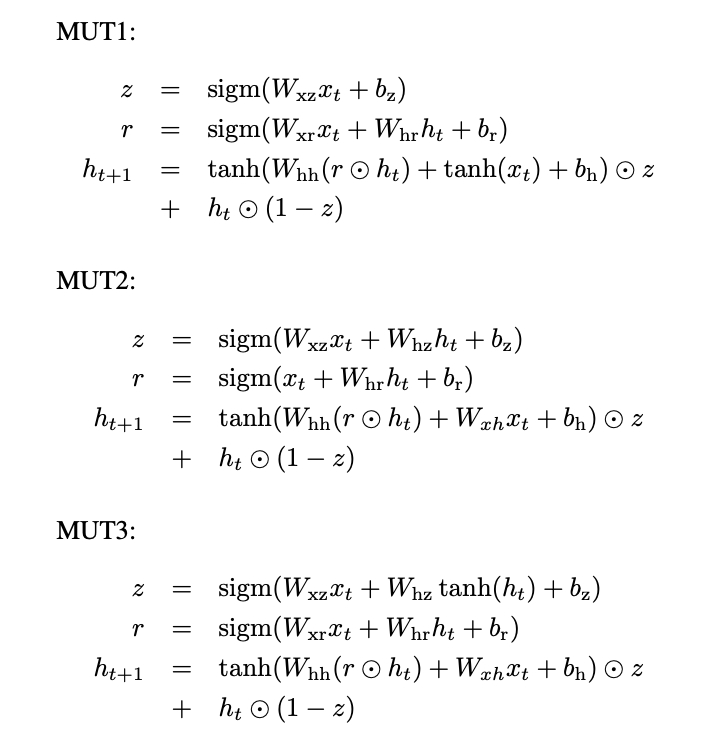 MUT1:
z = sigm(W_xz x_t + b_z)
r = sigm(W_xr x_t + W_hr h_t + b_r)
h_{t+1} = tanh(W_hh(r ⊙ h_t) + tanh(x_t) + b_h) ⊙ z
+ h_t ⊙ (1 − z)
MUT2:
z = sigm(W_xz x_t + W_hz h_t + b_z)
r = sigm(x_t + W_hr h_t + b_r)
h_{t+1} = tanh(W_hh(r ⊙ h_t) + W_xh x_t + b_h) ⊙ z
+ h_t ⊙ (1 − z)
MUT3:
z = sigm(W_xz x_t + W_hz tanh(h_t) + b_z)
r = sigm(W_xr x_t + W_hr h_t + b_r)
h_{t+1} = tanh(W_hh(r ⊙ h_t) + W_xh x_t + b_h) ⊙ z
+ h_t ⊙ (1 − z)